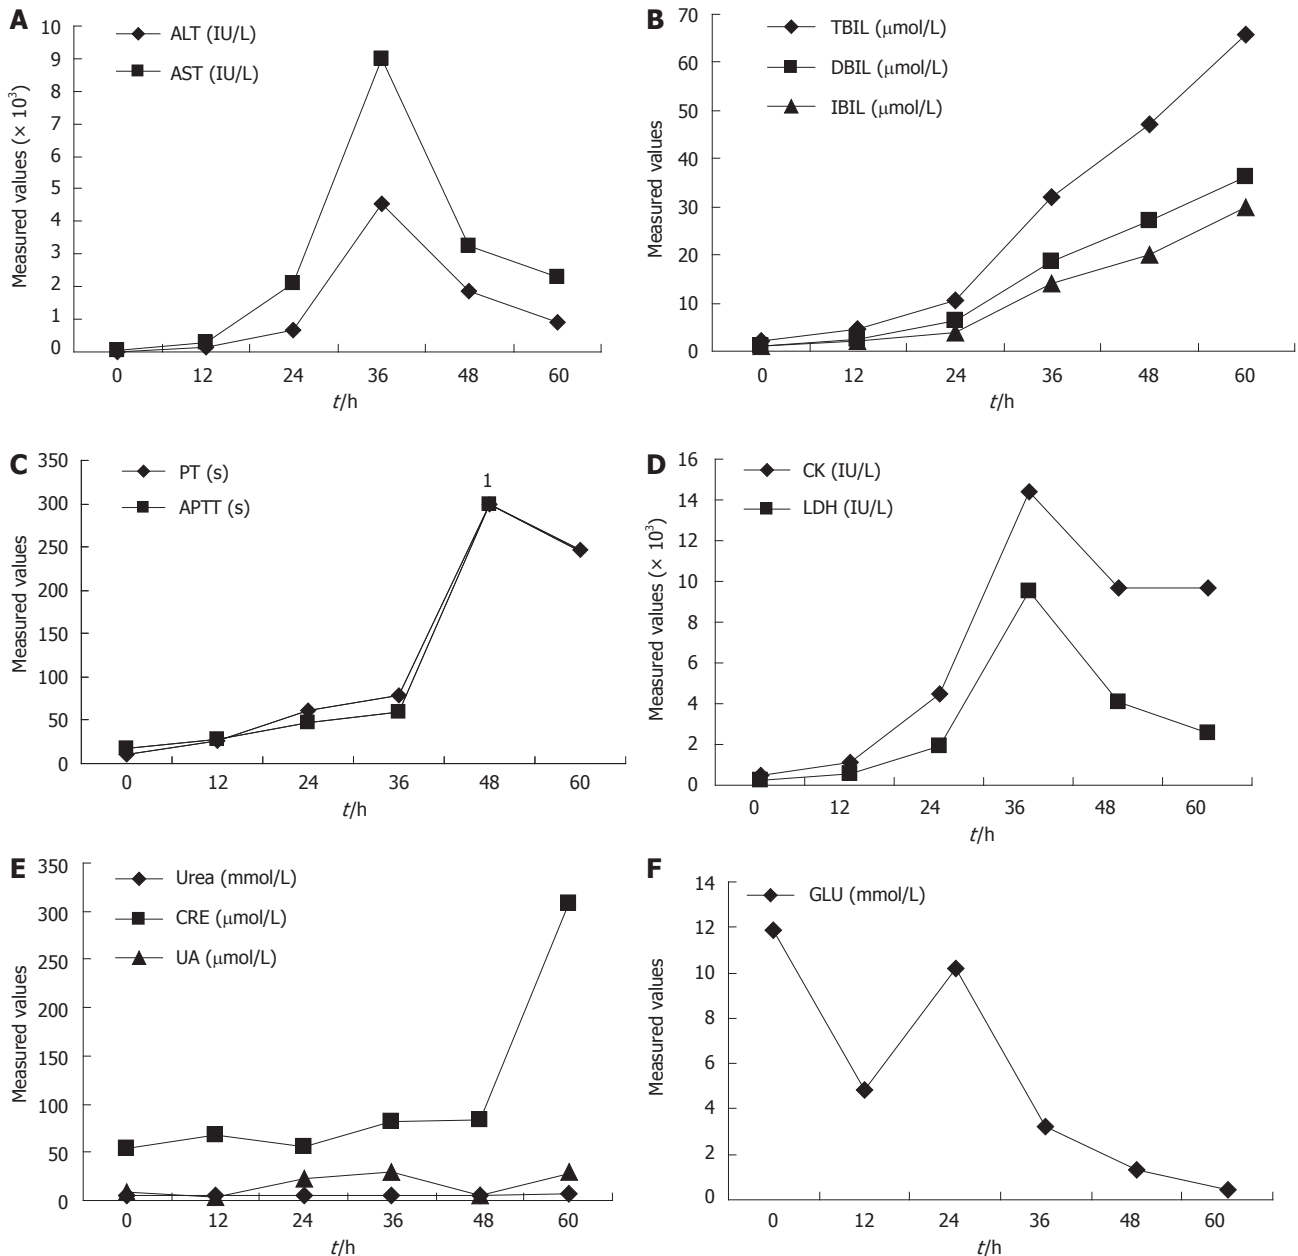 A
ALT (IU/L)
AST (IU/L)
Measured values (× 10³)
10
9
8
7
6
5
4
3
2
1
0
0 12 24 36 48 60
t/h
B
TBIL (μmol/L)
DBIL (μmol/L)
IBIL (μmol/L)
Measured values
70
60
50
40
30
20
10
0
0 12 24 36 48 60
t/h
C
PT (s)
APTT (s)
1
Measured values
350
300
250
200
150
100
50
0
0 12 24 36 48 60
t/h
D
CK (IU/L)
LDH (IU/L)
Measured values (× 10³)
16
14
12
10
8
6
4
2
0
0 12 24 36 48 60
t/h
E
Urea (mmol/L)
CRE (μmol/L)
UA (μmol/L)
Measured values
350
300
250
200
150
100
50
0
0 12 24 36 48 60
t/h
F
GLU (mmol/L)
Measured values
14
12
10
8
6
4
2
0
0 12 24 36 48 60
t/h